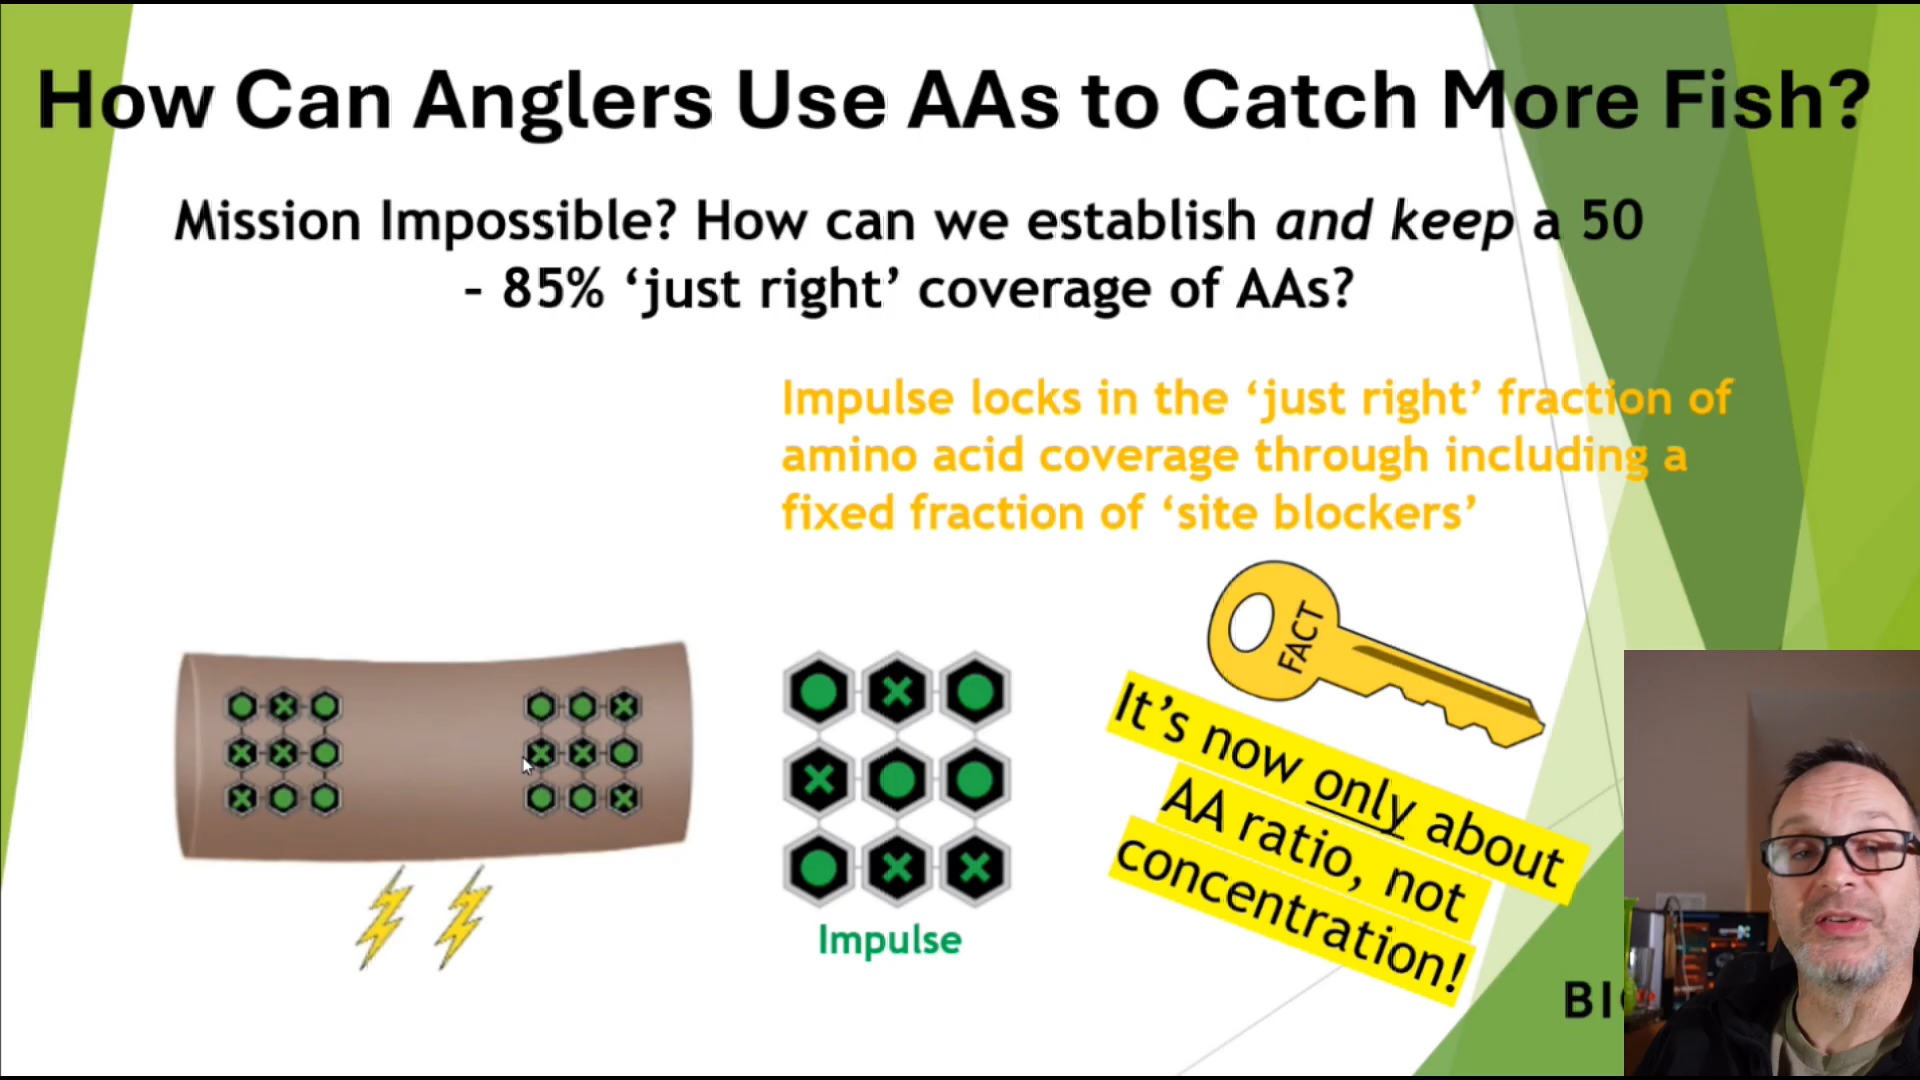 How Can Anglers Use AAs to Catch More Fish?
Mission Impossible? How can we establish and keep a 50
- 85% ‘just right’ coverage of AAs?
Impulse locks in the ‘just right’ fraction of
amino acid coverage through including a
fixed fraction of ‘site blockers’
FACT
It’s now only about
AA ratio, not
concentration!
Impulse